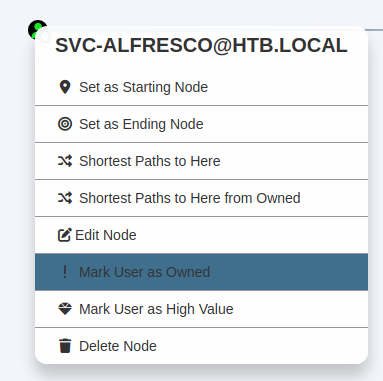 SVC-ALFRESCO@HTB.LOCAL
Set as Starting Node
Set as Ending Node
Shortest Paths to Here
Shortest Paths to Here from Owned
Edit Node
Mark User as Owned
Mark User as High Value
Delete Node